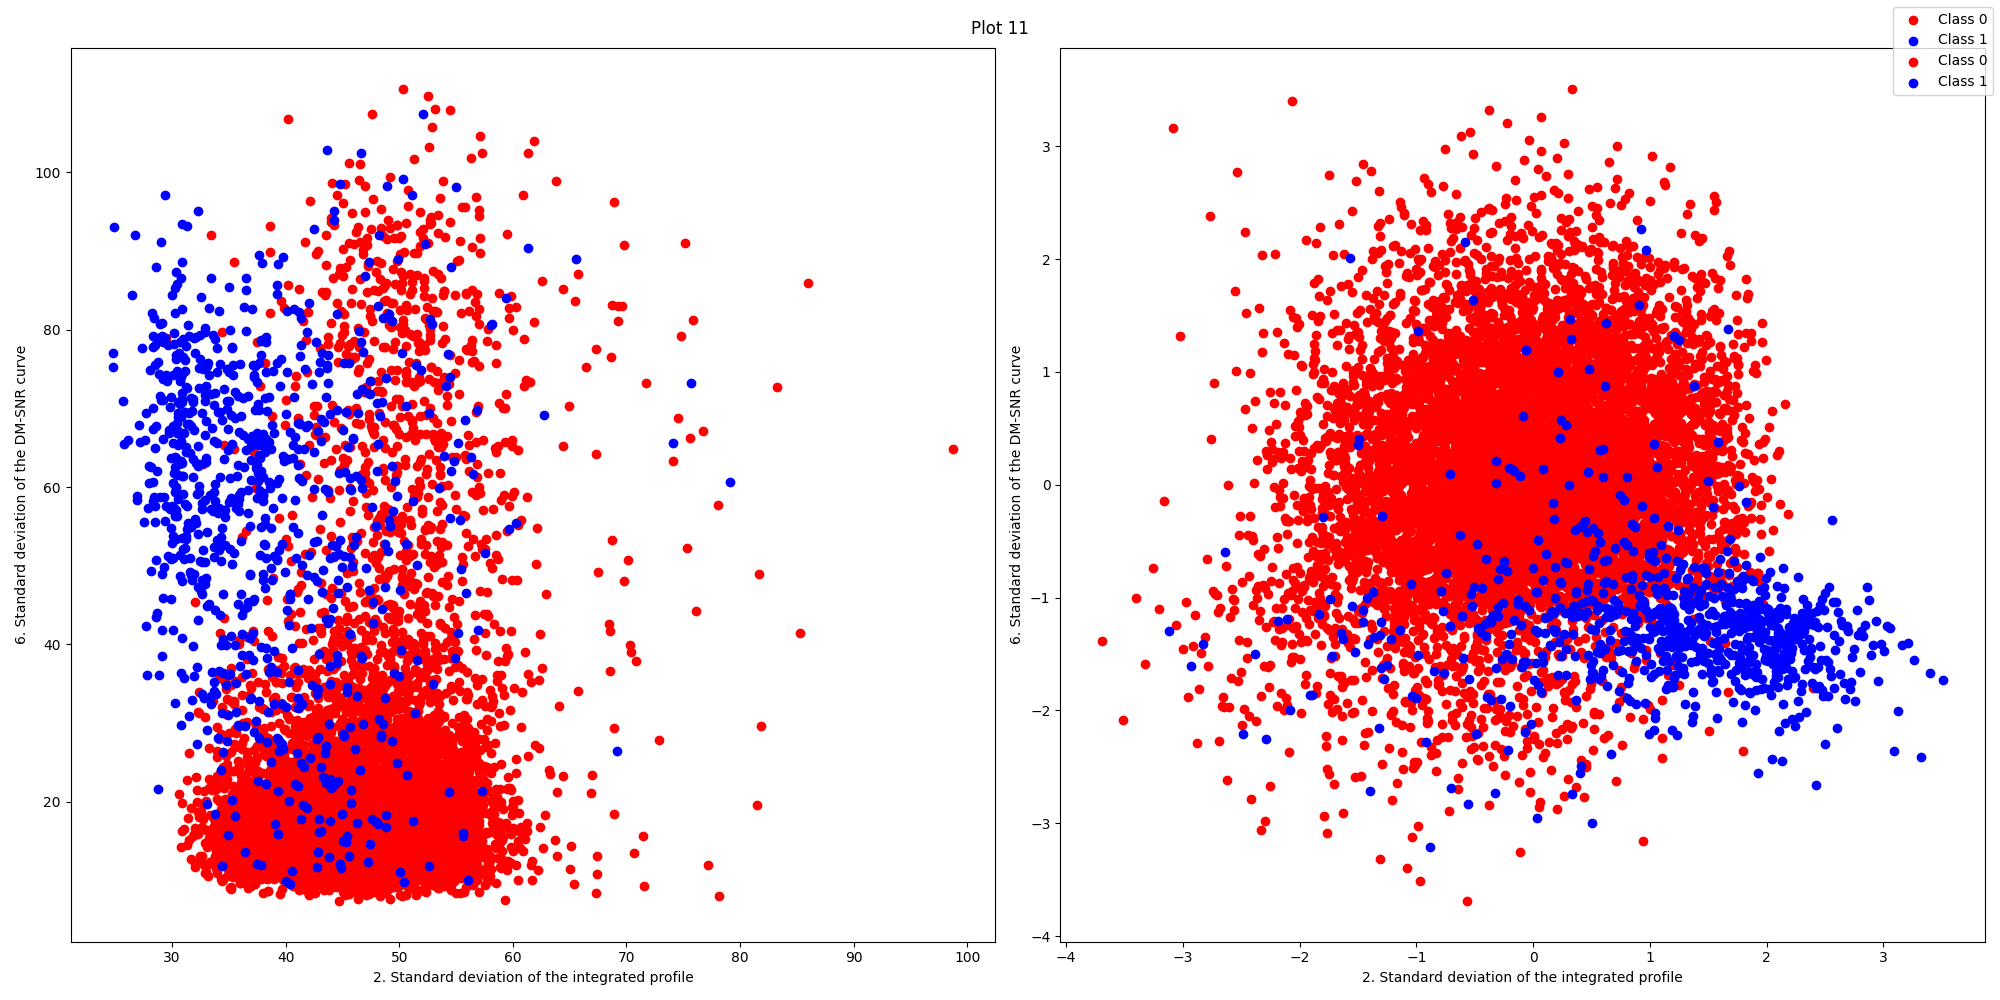 Plot 11
Class 0
Class 1
Class 0
Class 1
6. Standard deviation of the DM-SNR curve
100
80
60
40
20
30 40 50 60 70 80 90 100
2. Standard deviation of the integrated profile
6. Standard deviation of the DM-SNR curve
3
2
1
0
−1
−2
−3
−4
−4 −3 −2 −1 0 1 2 3
2. Standard deviation of the integrated profile